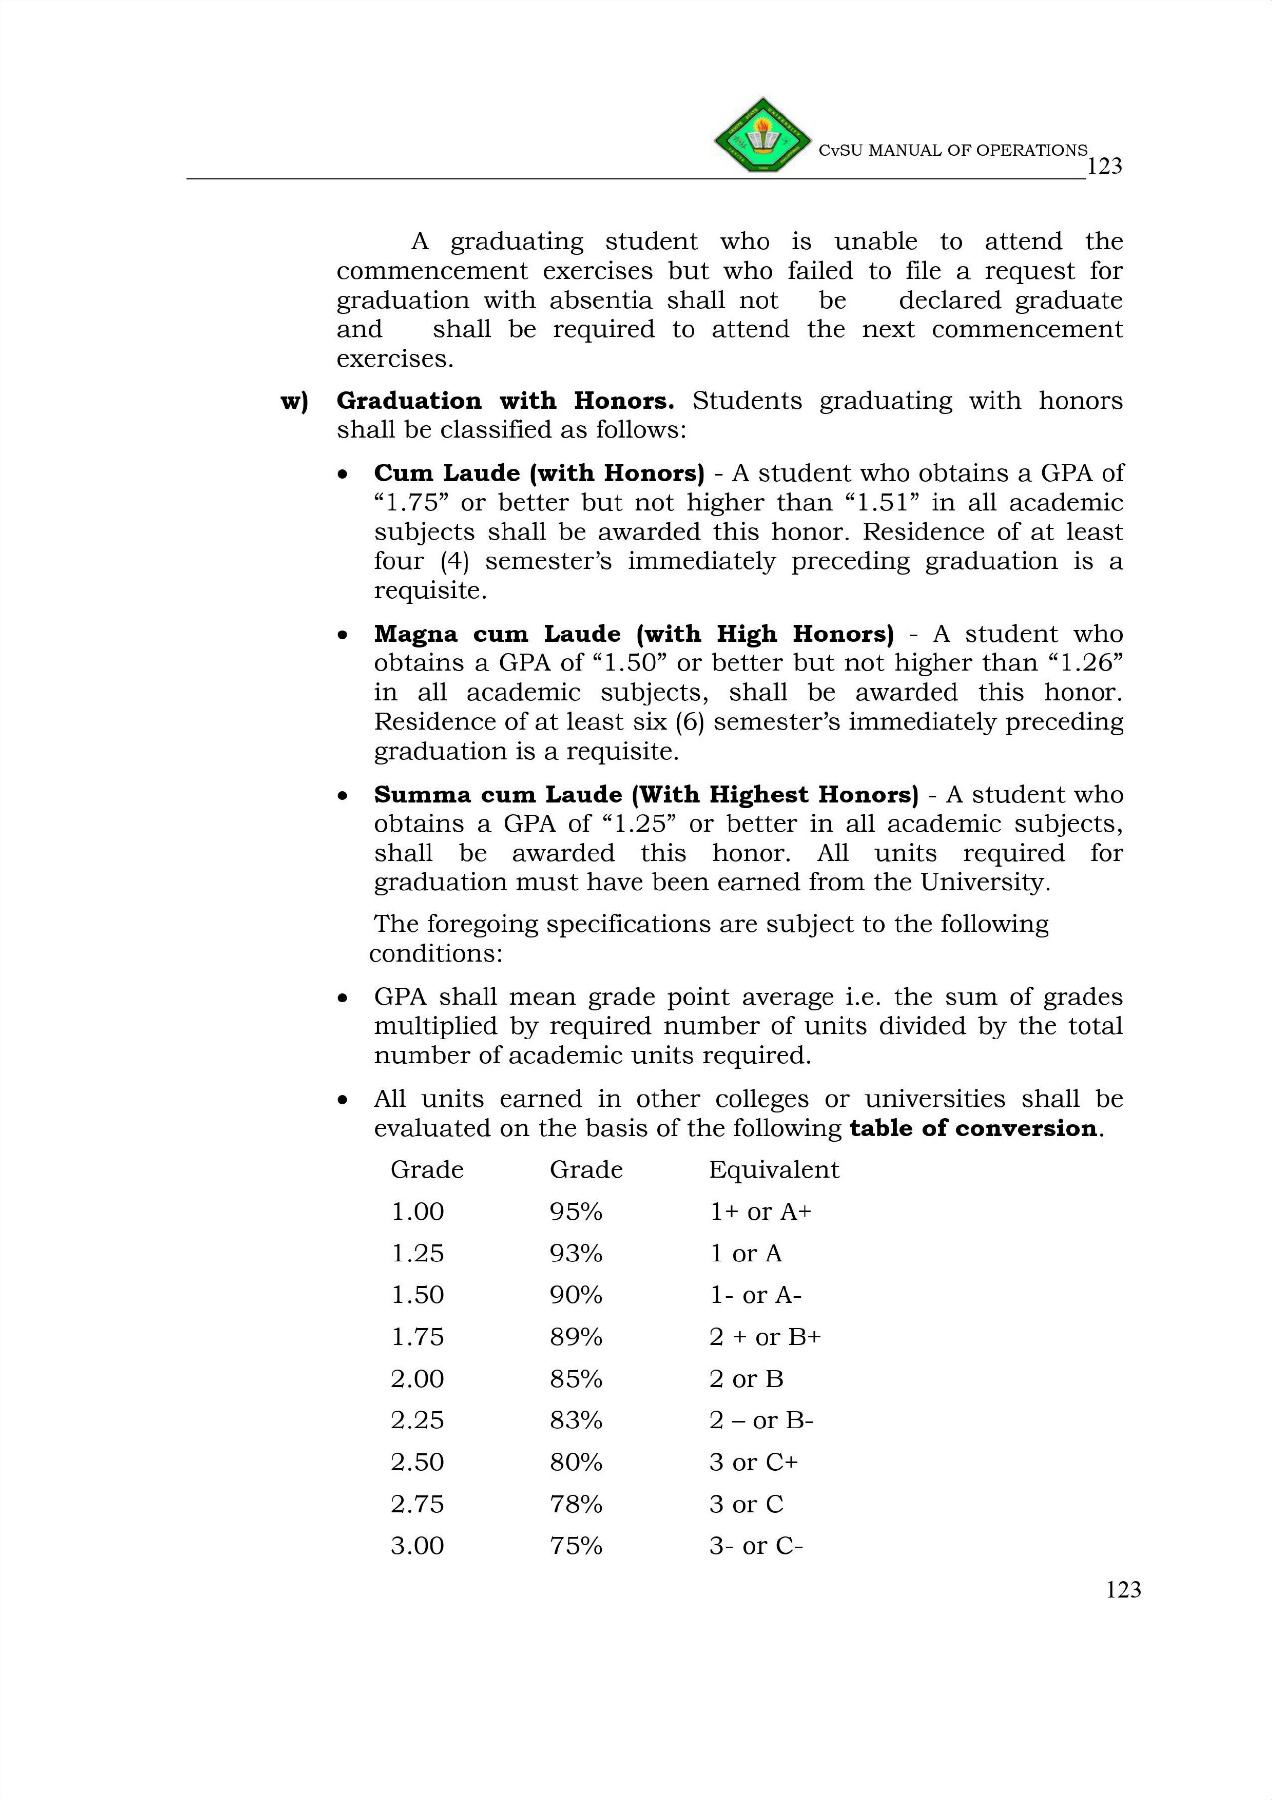 CvSU MANUAL OF OPERATIONS
123
A graduating student who is unable to attend the
commencement exercises but who failed to file a request for
graduation with absentia shall not be declared graduate
and shall be required to attend the next commencement
exercises.
w) Graduation with Honors. Students graduating with honors
shall be classified as follows:
• Cum Laude (with Honors) - A student who obtains a GPA of
“1.75” or better but not higher than “1.51” in all academic
subjects shall be awarded this honor. Residence of at least
four (4) semester’s immediately preceding graduation is a
requisite.
• Magna cum Laude (with High Honors) - A student who
obtains a GPA of “1.50” or better but not higher than “1.26”
in all academic subjects, shall be awarded this honor.
Residence of at least six (6) semester’s immediately preceding
graduation is a requisite.
• Summa cum Laude (With Highest Honors) - A student who
obtains a GPA of “1.25” or better in all academic subjects,
shall be awarded this honor. All units required for
graduation must have been earned from the University.
The foregoing specifications are subject to the following
conditions:
• GPA shall mean grade point average i.e. the sum of grades
multiplied by required number of units divided by the total
number of academic units required.
• All units earned in other colleges or universities shall be
evaluated on the basis of the following table of conversion.
Grade Grade Equivalent
1.00 95% 1+ or A+
1.25 93% 1 or A
1.50 90% 1- or A-
1.75 89% 2 + or B+
2.00 85% 2 or B
2.25 83% 2 – or B-
2.50 80% 3 or C+
2.75 78% 3 or C
3.00 75% 3- or C-
123